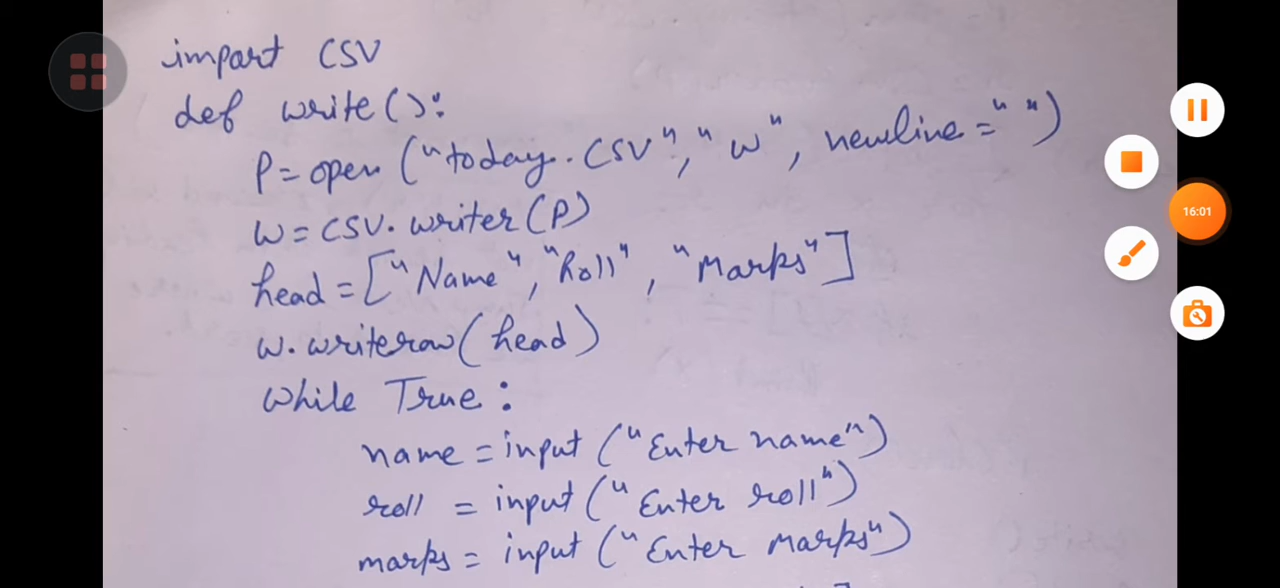 import CSV
def write():
P=open("today.CSV","w", newline="")
w=CSV.writer(P)
head=["Name","Roll", "Marks"]
w.writerow(head)
while True:
name=input("Enter name")
roll = input("Enter roll")
marks= input("Enter Marks")
16:01